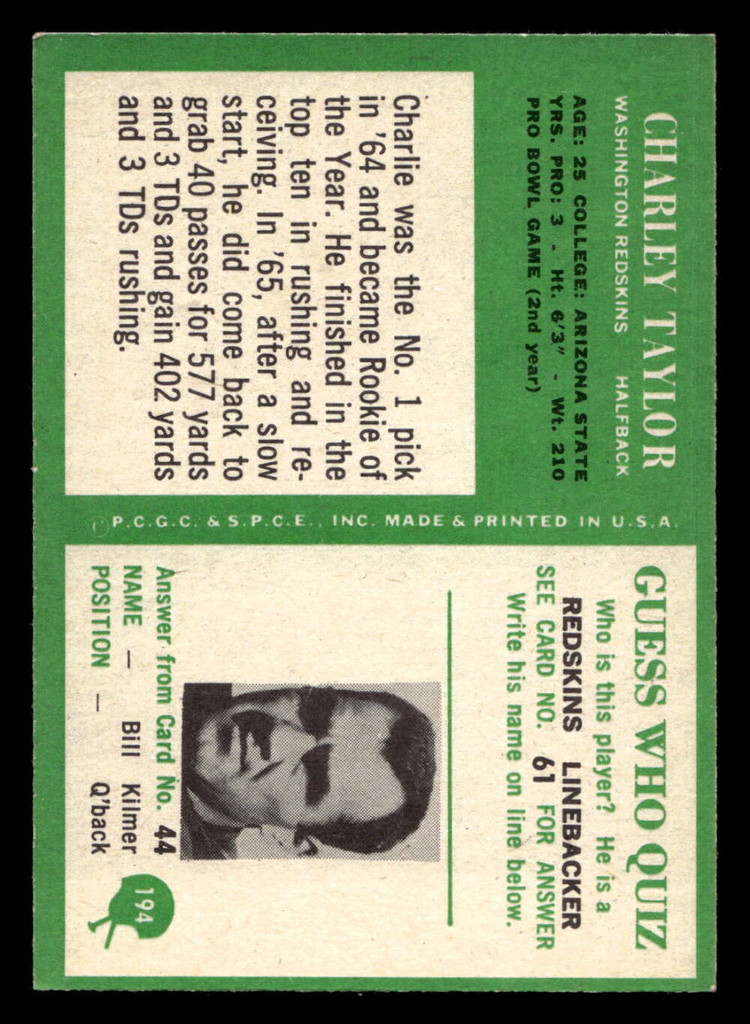 CHARLEY TAYLOR
WASHINGTON REDSKINS HALFBACK
AGE: 25 COLLEGE: ARIZONA STATE
YRS. PRO: 3 - Ht. 6'3" - Wt. 210
PRO BOWL GAME (2nd year)
Charlie was the No. 1 pick
in '64 and became Rookie of
the Year. He finished in the
top ten in rushing and re-
ceiving. In '65, after a slow
start, he did come back to
grab 40 passes for 577 yards
and 3 TDs and gain 402 yards
and 3 TDs rushing.
© P.C.G.C. & S.P.C.E., INC. MADE & PRINTED IN U.S.A.
GUESS WHO QUIZ
Who is this player? He is a
REDSKINS LINEBACKER
SEE CARD NO. 61 FOR ANSWER
Write his name on line below.
Answer from Card No. 44
NAME — Bill Kilmer
POSITION — Q'back
194